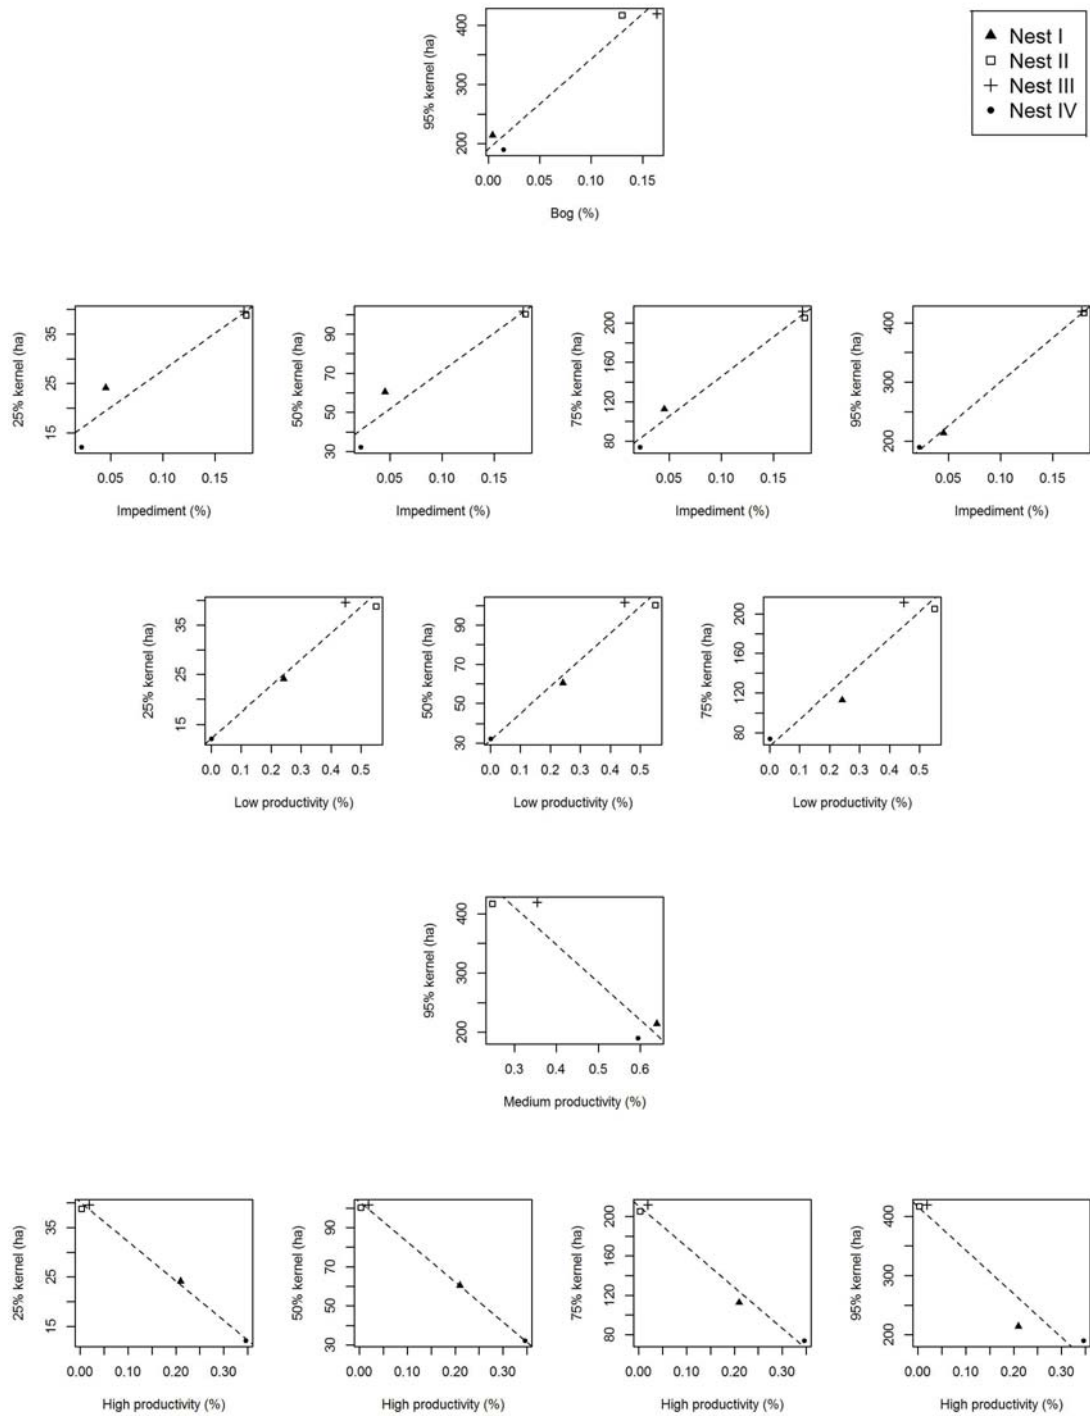 Nest I
Nest II
Nest III
Nest IV
95% kernel (ha)
200 300 400
0.00 0.05 0.10 0.15
Bog (%)
25% kernel (ha)
15 25 35
0.05 0.10 0.15
Impediment (%)
50% kernel (ha)
30 50 70 90
0.05 0.10 0.15
Impediment (%)
75% kernel (ha)
80 120 160 200
0.05 0.10 0.15
Impediment (%)
95% kernel (ha)
200 300 400
0.05 0.10 0.15
Impediment (%)
25% kernel (ha)
15 25 35
0.0 0.1 0.2 0.3 0.4 0.5
Low productivity (%)
50% kernel (ha)
30 50 70 90
0.0 0.1 0.2 0.3 0.4 0.5
Low productivity (%)
75% kernel (ha)
80 120 160 200
0.0 0.1 0.2 0.3 0.4 0.5
Low productivity (%)
95% kernel (ha)
200 300 400
0.3 0.4 0.5 0.6
Medium productivity (%)
25% kernel (ha)
15 25 35
0.00 0.10 0.20 0.30
High productivity (%)
50% kernel (ha)
30 50 70 90
0.00 0.10 0.20 0.30
High productivity (%)
75% kernel (ha)
80 120 160 200
0.00 0.10 0.20 0.30
High productivity (%)
95% kernel (ha)
200 300 400
0.00 0.10 0.20 0.30
High productivity (%)